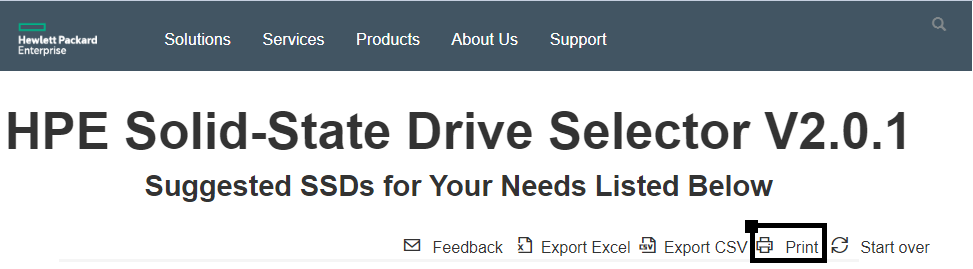 Hewlett Packard
Enterprise
Solutions Services Products About Us Support
HPE Solid-State Drive Selector V2.0.1
Suggested SSDs for Your Needs Listed Below
Feedback Export Excel Export CSV Print Start over